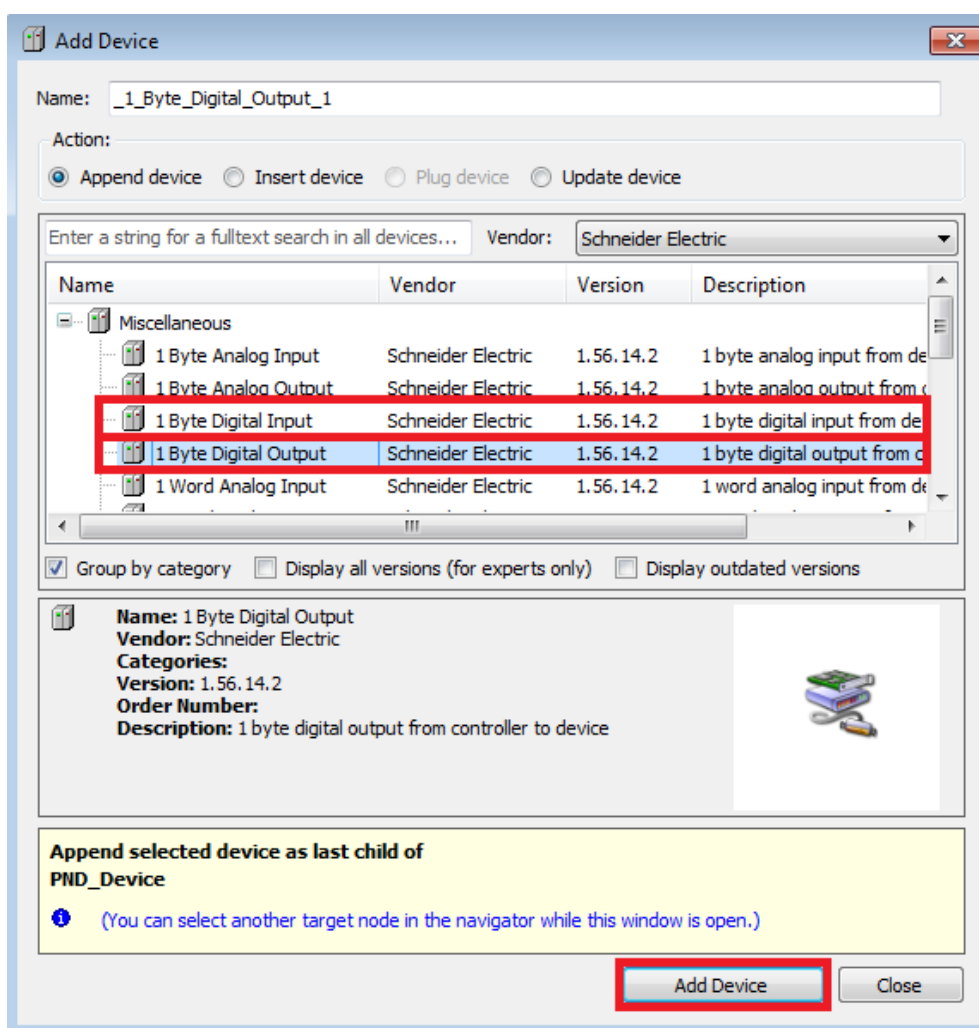 Add Device
Name: _1_Byte_Digital_Output_1
Action:
Append device Insert device Plug device Update device
Enter a string for a fulltext search in all devices... Vendor: Schneider Electric
Name Vendor Version Description
Miscellaneous
1 Byte Analog Input Schneider Electric 1.56.14.2 1 byte analog input from de
1 Byte Analog Output Schneider Electric 1.56.14.2 1 byte analog output from
1 Byte Digital Input Schneider Electric 1.56.14.2 1 byte digital input from de
1 Byte Digital Output Schneider Electric 1.56.14.2 1 byte digital output from c
1 Word Analog Input Schneider Electric 1.56.14.2 1 word analog input from de
Group by category Display all versions (for experts only) Display outdated versions
Name: 1 Byte Digital Output
Vendor: Schneider Electric
Categories:
Version: 1.56.14.2
Order Number:
Description: 1 byte digital output from controller to device
Append selected device as last child of
PND_Device
(You can select another target node in the navigator while this window is open.)
Add Device Close